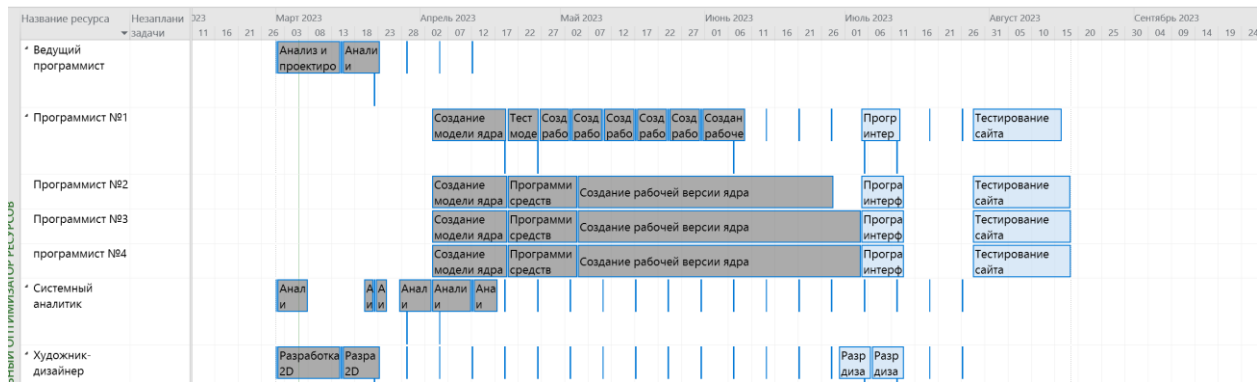 Название ресурса
Незаплани
задачи
023
Март 2023
Апрель 2023
Май 2023
Июнь 2023
Июль 2023
Август 2023
Сентябрь 2023
11 16 21 26 03 08 13 18 23 28 02 07 12 17 22 27 02 07 12 17 22 27 01 06 11 16 21 26 01 06 11 16 21 26 31 05 10 15 20 25 30 04 09 14 19 24
Ведущий
программист
Анализ и
проектиро
Анали
и
Программист №1
Создание
модели ядра
Тест
моде
Созд
рабо
Созд
рабо
Созд
рабо
Созд
рабо
Созд
рабо
Создан
рабоче
Прогр
интер
Тестирование
сайта
Программист №2
Создание
модели ядра
Программи
средств
Создание рабочей версии ядра
Програ
интерф
Тестирование
сайта
Программист №3
Создание
модели ядра
Программи
средств
Создание рабочей версии ядра
Програ
интерф
Тестирование
сайта
программист №4
Создание
модели ядра
Программи
средств
Создание рабочей версии ядра
Програ
интерф
Тестирование
сайта
Системный
аналитик
Анал
и
А
и
А
и
Анал
и
Анали
и
Ана
и
Художник-
дизайнер
Разработка
2D
Разра
2D
Разр
диза
Разр
диза
ЬНЫЙ ОПТИМИЗАТОР РЕСУРСОВ